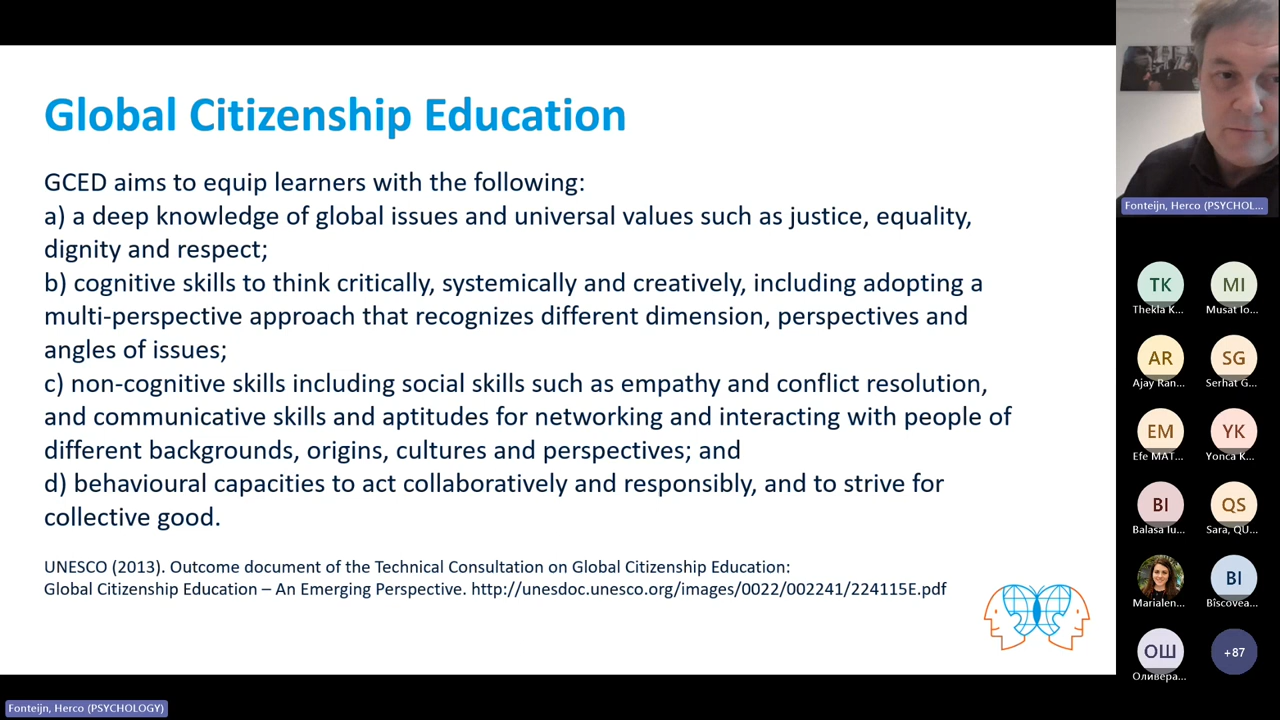 Global Citizenship Education
GCED aims to equip learners with the following:
a) a deep knowledge of global issues and universal values such as justice, equality,
dignity and respect;
b) cognitive skills to think critically, systemically and creatively, including adopting a
multi-perspective approach that recognizes different dimension, perspectives and
angles of issues;
c) non-cognitive skills including social skills such as empathy and conflict resolution,
and communicative skills and aptitudes for networking and interacting with people of
different backgrounds, origins, cultures and perspectives; and
d) behavioural capacities to act collaboratively and responsibly, and to strive for
collective good.
UNESCO (2013). Outcome document of the Technical Consultation on Global Citizenship Education:
Global Citizenship Education – An Emerging Perspective. http://unesdoc.unesco.org/images/0022/002241/224115E.pdf
Fonteijn, Herco (PSYCHOL...
TK MI
Thekla K... Musat Io...
AR SG
Ajay Ran... Serhat G...
EM YK
Efe MAT... Yonca K...
BI QS
Balasa Iu... Sara, QU...
BI
Marialen... Bîscovea...
ОШ +87
Оливера...
Fonteijn, Herco (PSYCHOLOGY)